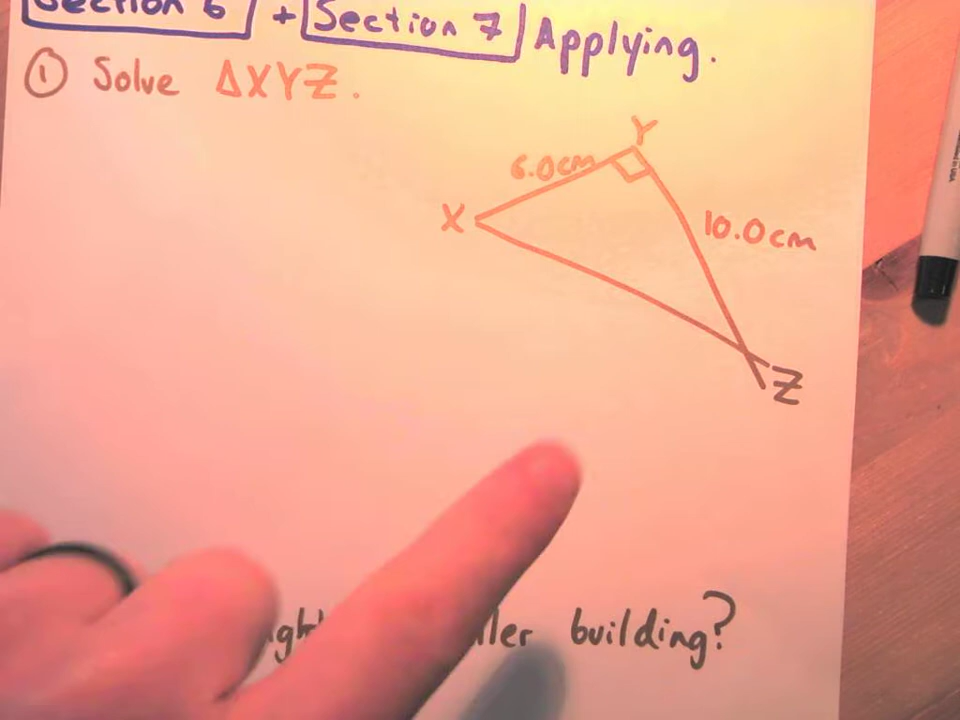 Section 6 + Section 7 Applying.
① Solve ΔXYZ.
Y
6.0cm
X
10.0cm
Z
building?